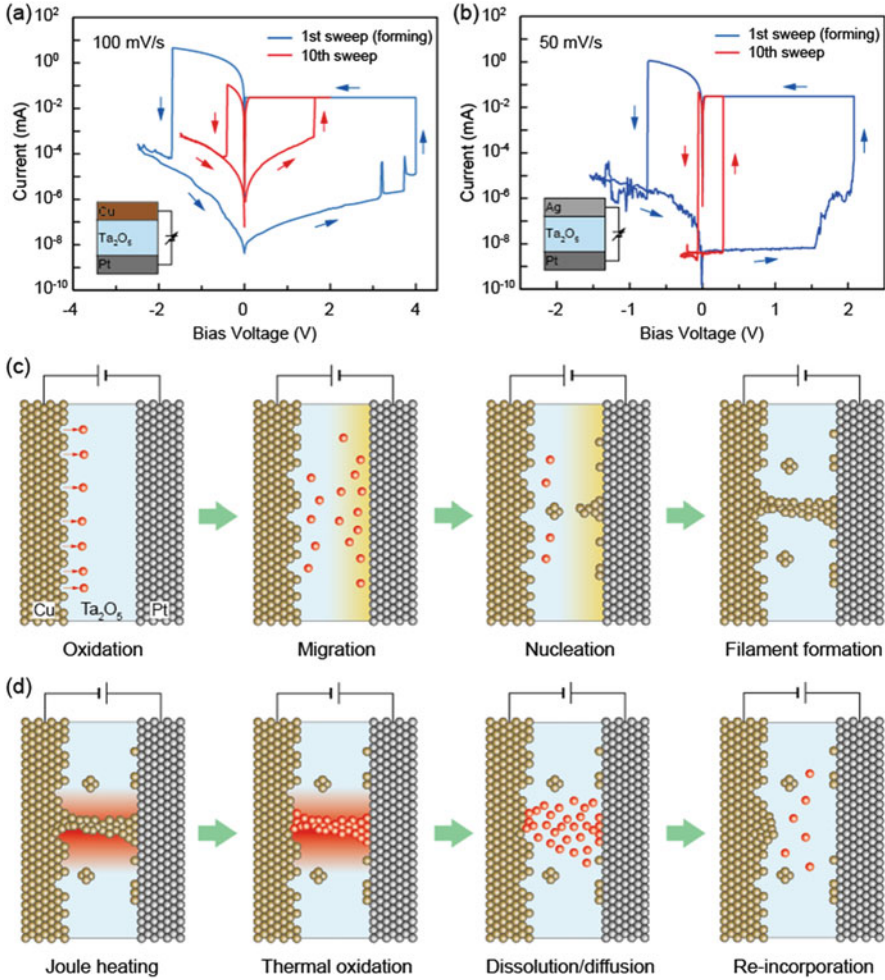 (a)
10²
10⁰
10⁻²
10⁻⁴
10⁻⁶
10⁻⁸
10⁻¹⁰
Current (mA)
100 mV/s
1st sweep (forming)
10th sweep
Cu
Ta₂O₅
Pt
-4
-2
0
2
4
Bias Voltage (V)
(b)
10²
10⁰
10⁻²
10⁻⁴
10⁻⁶
10⁻⁸
10⁻¹⁰
Current (mA)
50 mV/s
1st sweep (forming)
10th sweep
Ag
Ta₂O₅
Pt
-1
0
1
2
Bias Voltage (V)
(c)
Cu
Ta₂O₅
Pt
Oxidation
Migration
Nucleation
Filament formation
(d)
Joule heating
Thermal oxidation
Dissolution/diffusion
Re-incorporation